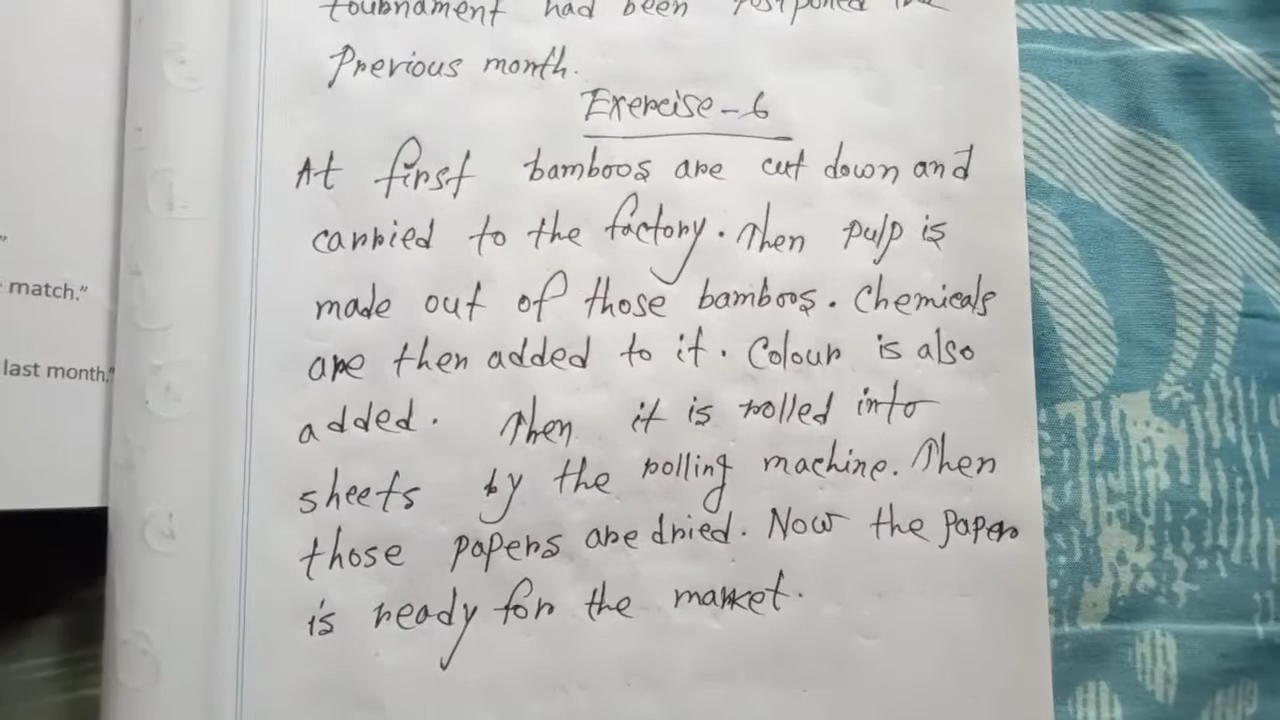 tournament had been postponed the
Previous month.
Exercise-6
At first bamboos are cut down and
carried to the factory. Then pulp is
made out of those bamboos. Chemicals
are then added to it. Colour is also
added. Then it is rolled into
sheets by the rolling machine. Then
those papers are dried. Now the paper
is ready for the market.
"
match."
last month."